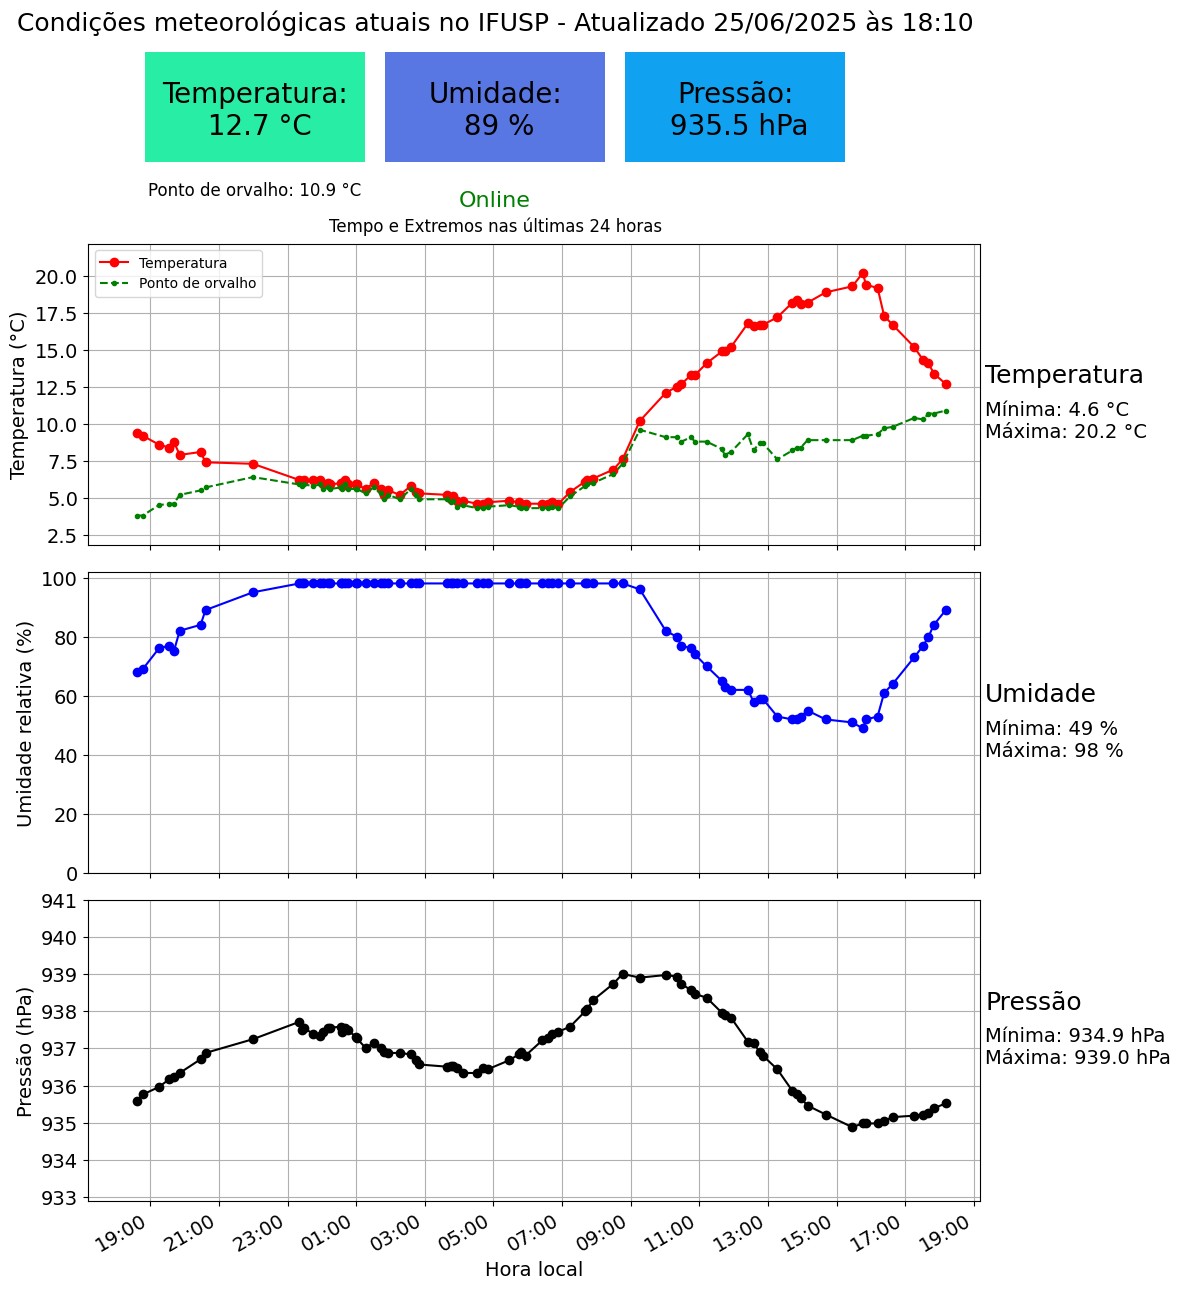 Condições meteorológicas atuais no IFUSP - Atualizado 25/06/2025 às 18:10
Temperatura:
12.7 °C
Umidade:
89 %
Pressão:
935.5 hPa
Ponto de orvalho: 10.9 °C
Online
Tempo e Extremos nas últimas 24 horas
Temperatura
Ponto de orvalho
Temperatura (°C)
20.0
17.5
15.0
12.5
10.0
7.5
5.0
2.5
Temperatura
Mínima: 4.6 °C
Máxima: 20.2 °C
Umidade relativa (%)
100
80
60
40
20
0
Umidade
Mínima: 49 %
Máxima: 98 %
Pressão (hPa)
941
940
939
938
937
936
935
934
933
Pressão
Mínima: 934.9 hPa
Máxima: 939.0 hPa
19:00 21:00 23:00 01:00 03:00 05:00 07:00 09:00 11:00 13:00 15:00 17:00 19:00
Hora local